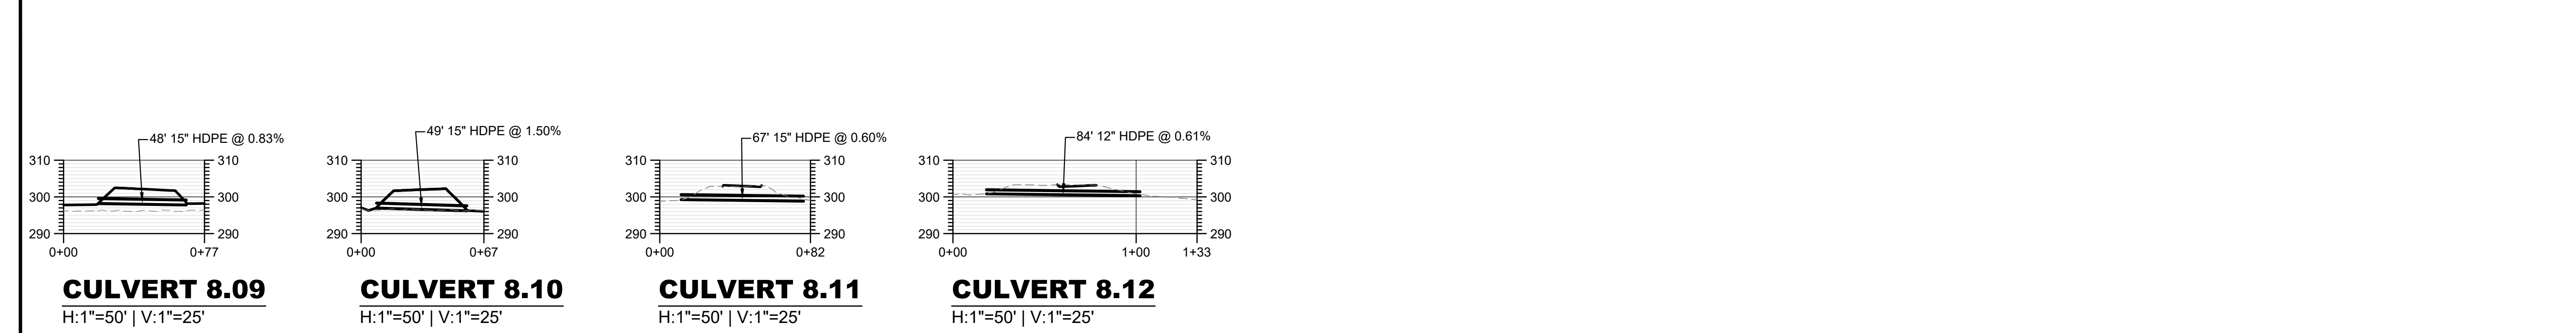 48' 15" HDPE @ 0.83%
310 310
300 300
290 290
0+00 0+77
CULVERT 8.09
H:1"=50' | V:1"=25'
49' 15" HDPE @ 1.50%
310 310
300 300
290 290
0+00 0+67
CULVERT 8.10
H:1"=50' | V:1"=25'
67' 15" HDPE @ 0.60%
310 310
300 300
290 290
0+00 0+82
CULVERT 8.11
H:1"=50' | V:1"=25'
84' 12" HDPE @ 0.61%
310 310
300 300
290 290
0+00 1+00 1+33
CULVERT 8.12
H:1"=50' | V:1"=25'